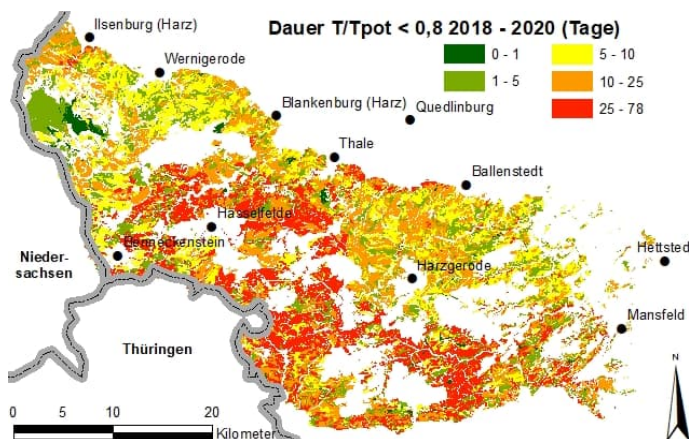 Dauer T/Tpot < 0,8 2018 - 2020 (Tage)
0 - 1
5 - 10
1 - 5
10 - 25
25 - 78
Ilsenburg (Harz)
Wernigerode
Blankenburg (Harz)
Quedlinburg
Thale
Ballenstedt
Hasselfelde
Benneckenstein
Harzgerode
Hettsted
Mansfeld
Nieder-
sachsen
Thüringen
N
0 5 10 20
Kilometer